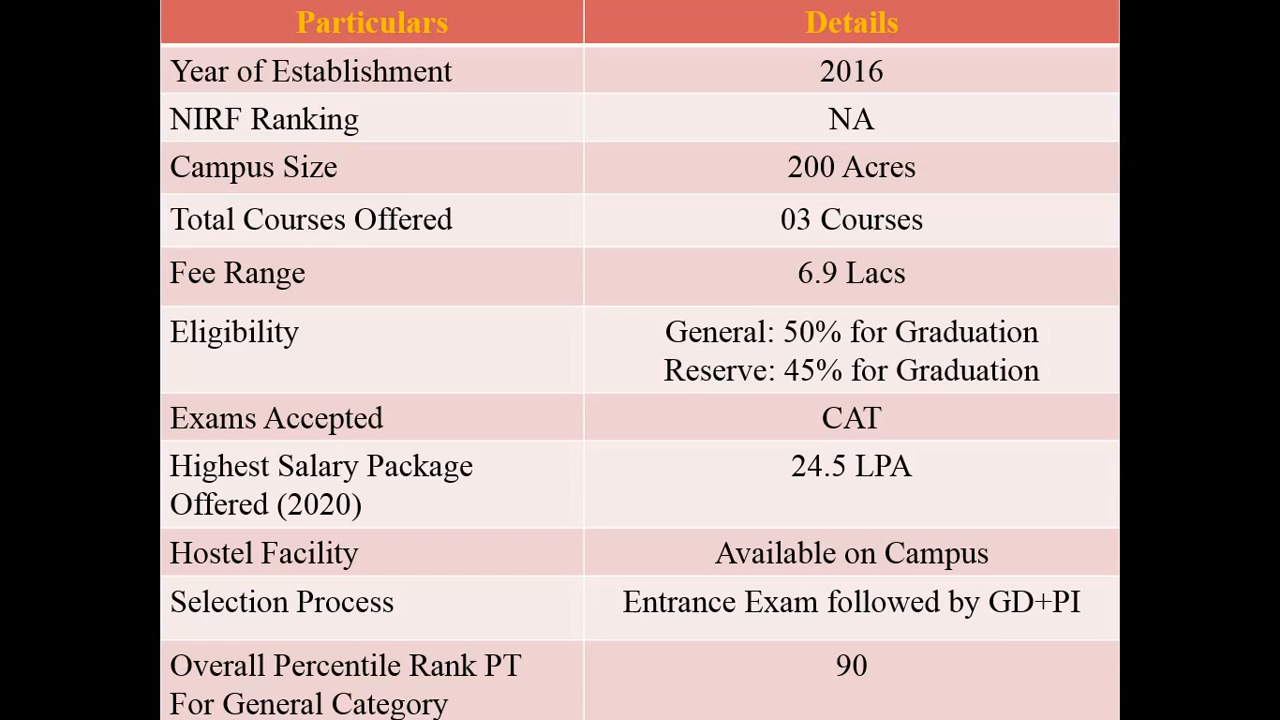 Particulars Details
Year of Establishment 2016
NIRF Ranking NA
Campus Size 200 Acres
Total Courses Offered 03 Courses
Fee Range 6.9 Lacs
Eligibility General: 50% for Graduation
Reserve: 45% for Graduation
Exams Accepted CAT
Highest Salary Package 24.5 LPA
Offered (2020)
Hostel Facility Available on Campus
Selection Process Entrance Exam followed by GD+PI
Overall Percentile Rank PT 90
For General Category